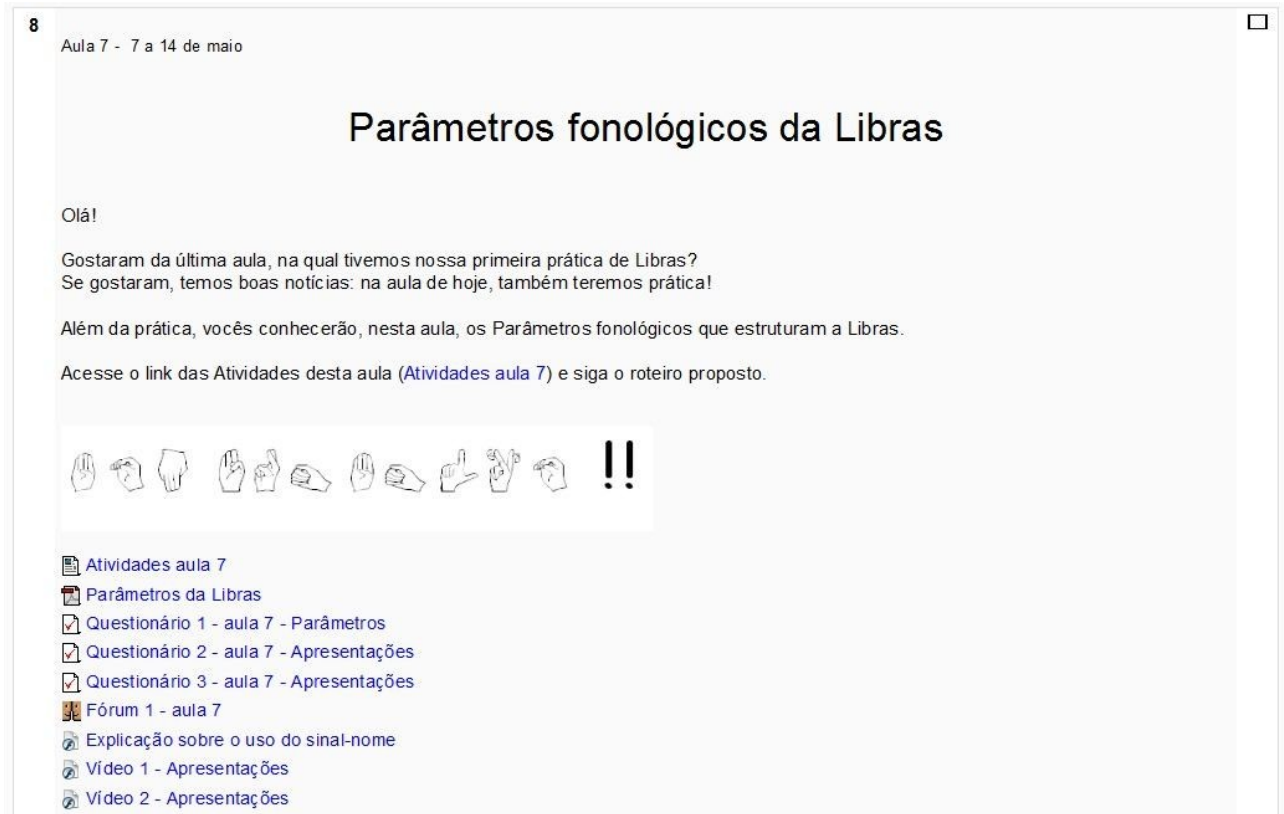 8
Aula 7 - 7 a 14 de maio
Parâmetros fonológicos da Libras
Olá!
Gostaram da última aula, na qual tivemos nossa primeira prática de Libras?
Se gostaram, temos boas notícias: na aula de hoje, também teremos prática!
Além da prática, vocês conhecerão, nesta aula, os Parâmetros fonológicos que estruturam a Libras.
Acesse o link das Atividades desta aula (Atividades aula 7) e siga o roteiro proposto.
!!
Atividades aula 7
Parâmetros da Libras
Questionário 1 - aula 7 - Parâmetros
Questionário 2 - aula 7 - Apresentações
Questionário 3 - aula 7 - Apresentações
Fórum 1 - aula 7
Explicação sobre o uso do sinal-nome
Vídeo 1 - Apresentações
Vídeo 2 - Apresentações